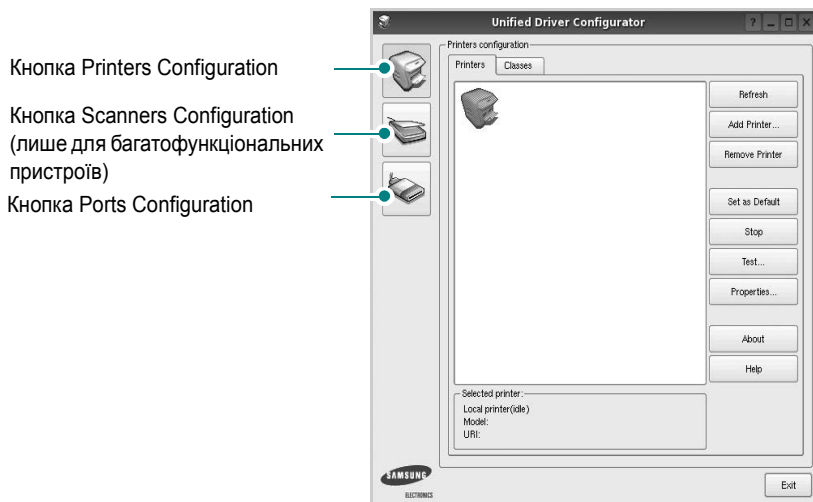 Unified Driver Configurator
Кнопка Printers Configuration
Кнопка Scanners Configuration
(лише для багатофункціональних
пристроїв)
Кнопка Ports Configuration
Printers configuration
Printers
Classes
Refresh
Add Printer...
Remove Printer
Set as Default
Stop
Test...
Properties...
About
Help
Selected printer:
Local printer(idle)
Model:
URI:
SAMSUNG
ELECTRONICS
Exit